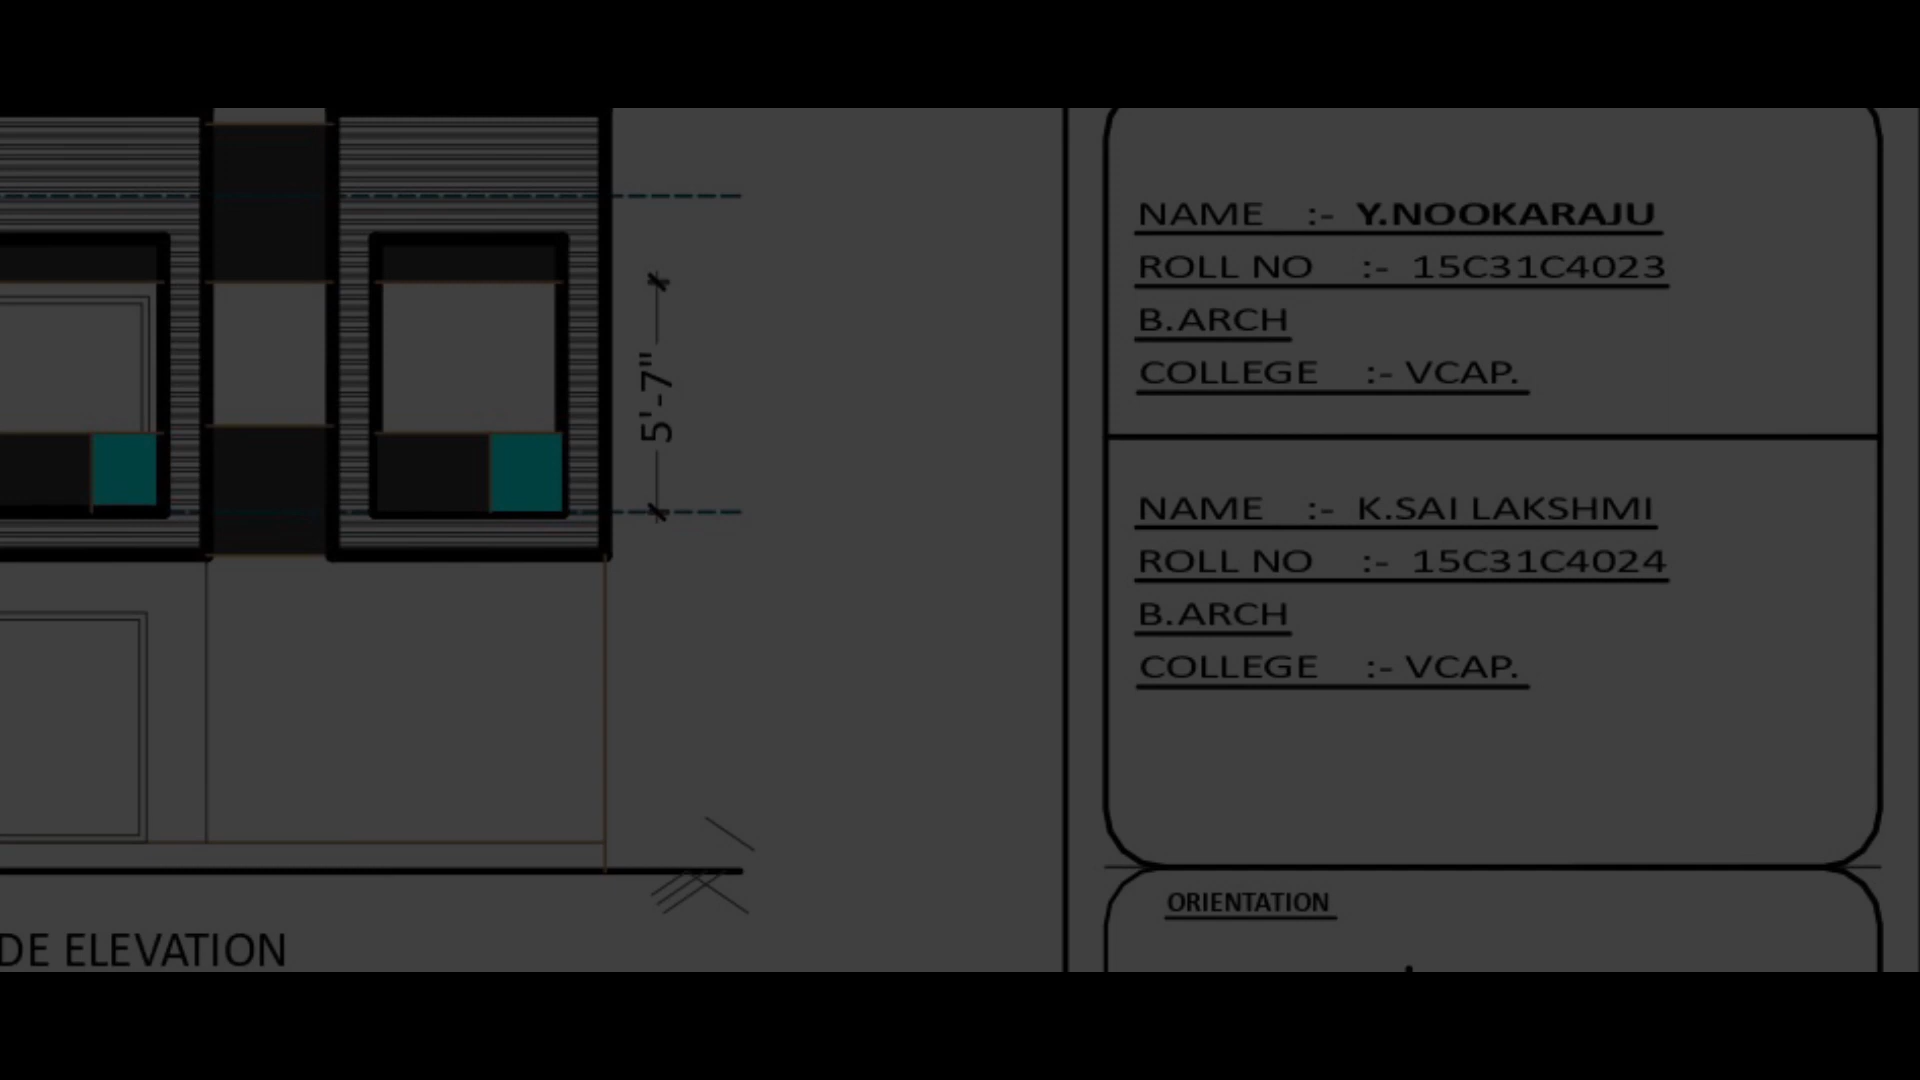 NAME :- Y.NOOKARAJU
ROLL NO :- 15C31C4023
B.ARCH
COLLEGE :- VCAP.
NAME :- K.SAI LAKSHMI
ROLL NO :- 15C31C4024
B.ARCH
COLLEGE :- VCAP.
ORIENTATION
5'-7"
DE ELEVATION